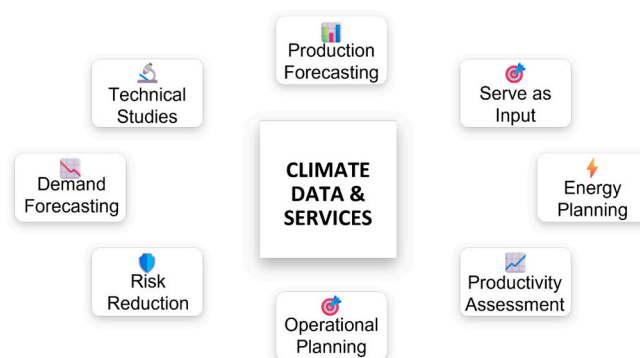 Production
Forecasting
Technical
Studies
Serve as
Input
CLIMATE
DATA &
SERVICES
Demand
Forecasting
Energy
Planning
Risk
Reduction
Productivity
Assessment
Operational
Planning